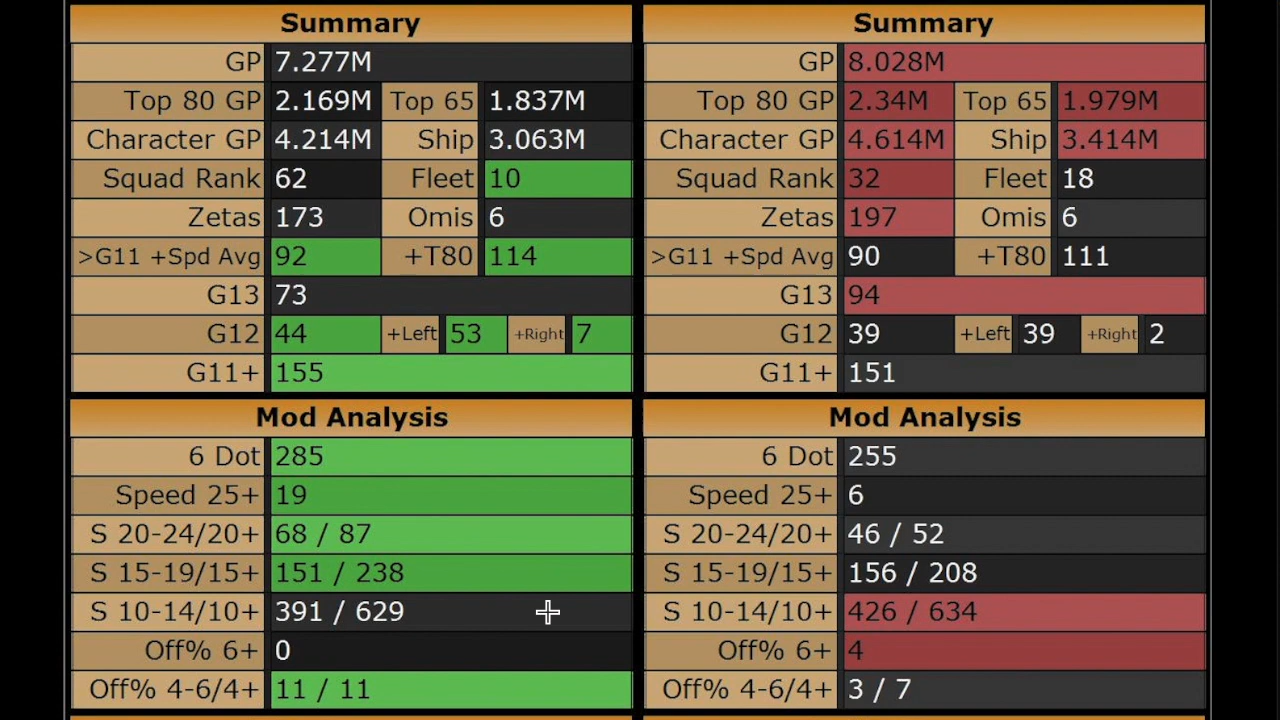 Summary
GP 7.277M
Top 80 GP 2.169M Top 65 1.837M
Character GP 4.214M Ship 3.063M
Squad Rank 62 Fleet 10
Zetas 173 Omis 6
>G11 +Spd Avg 92 +T80 114
G13 73
G12 44 +Left 53 +Right 7
G11+ 155
Mod Analysis
6 Dot 285
Speed 25+ 19
S 20-24/20+ 68 / 87
S 15-19/15+ 151 / 238
S 10-14/10+ 391 / 629
Off% 6+ 0
Off% 4-6/4+ 11 / 11
Summary
GP 8.028M
Top 80 GP 2.34M Top 65 1.979M
Character GP 4.614M Ship 3.414M
Squad Rank 32 Fleet 18
Zetas 197 Omis 6
>G11 +Spd Avg 90 +T80 111
G13 94
G12 39 +Left 39 +Right 2
G11+ 151
Mod Analysis
6 Dot 255
Speed 25+ 6
S 20-24/20+ 46 / 52
S 15-19/15+ 156 / 208
S 10-14/10+ 426 / 634
Off% 6+ 4
Off% 4-6/4+ 3 / 7